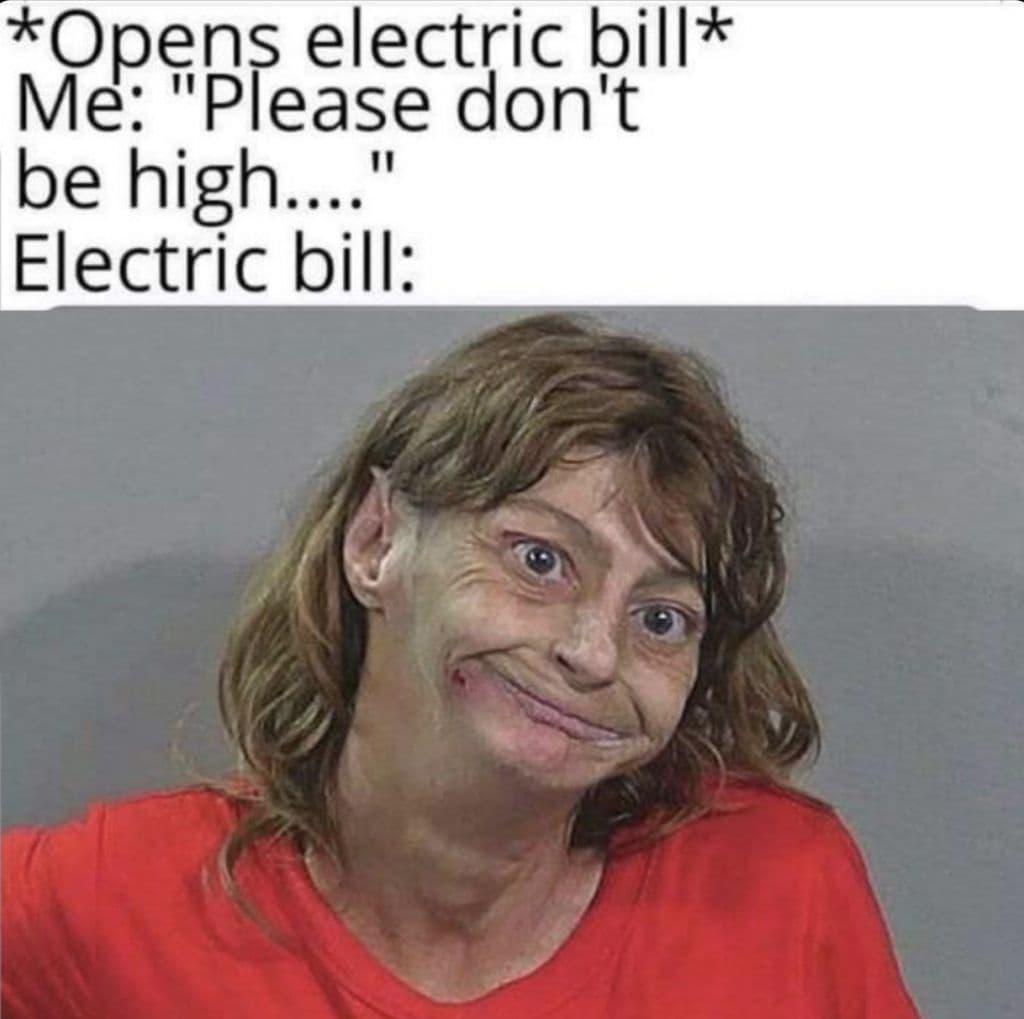 *Opens electric bill*
Me: "Please don't
be high...."
Electric bill: